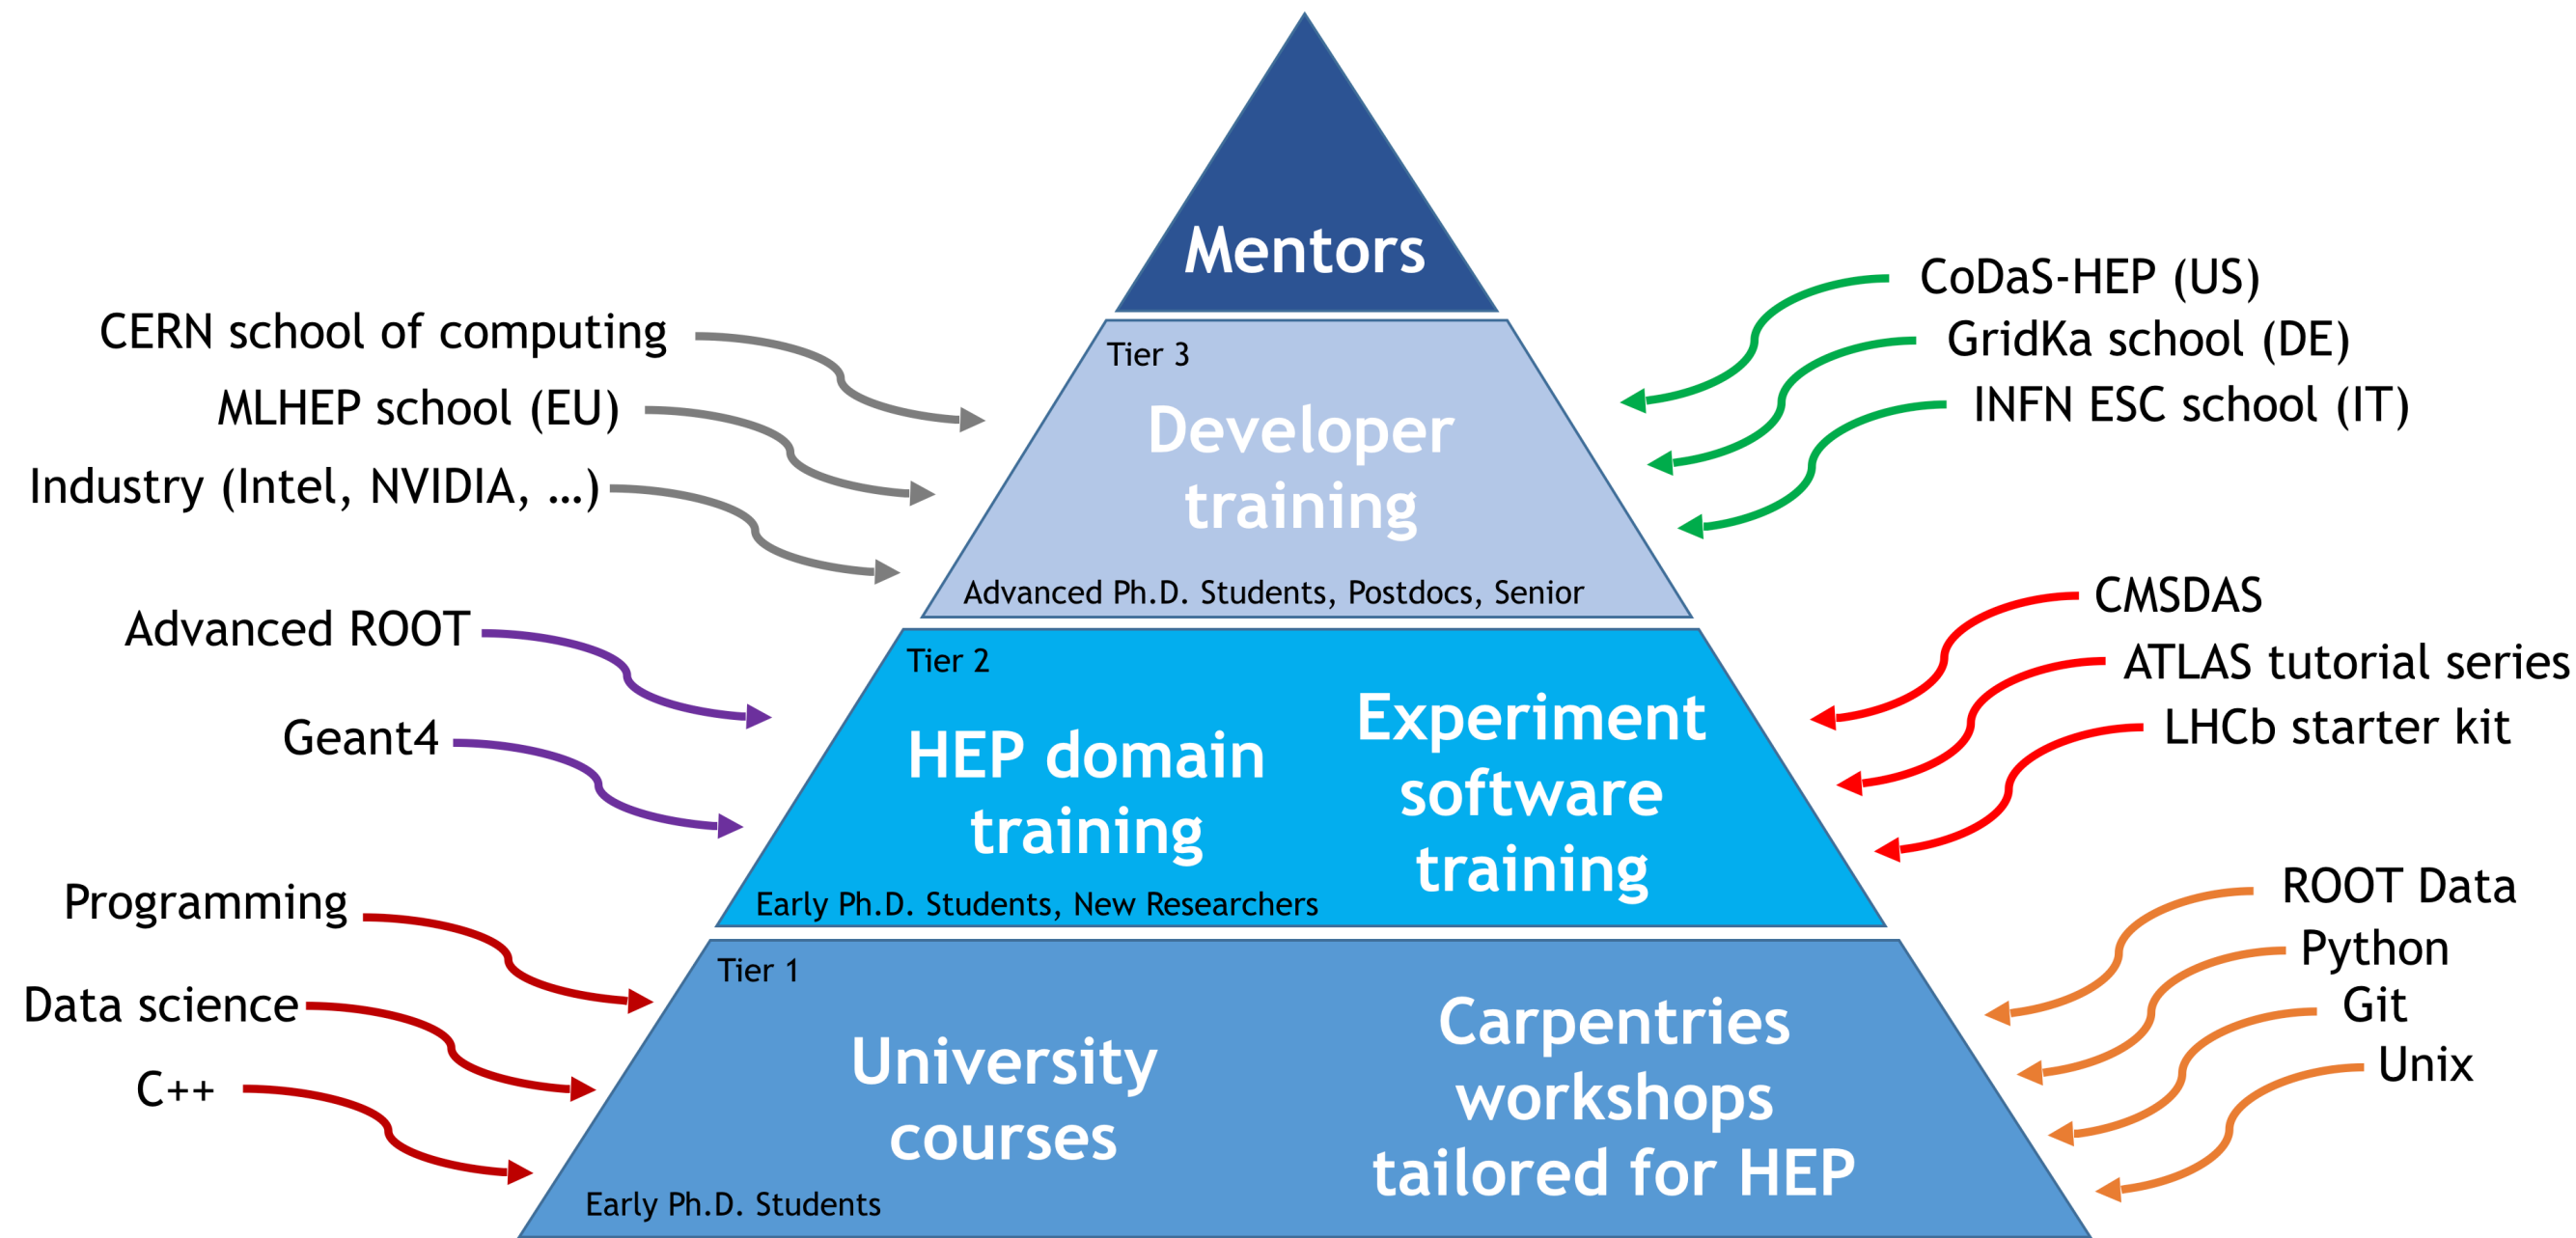 Mentors
CERN school of computing
MLHEP school (EU)
Industry (Intel, NVIDIA, ...)
Tier 3
Developer
training
Advanced Ph.D. Students, Postdocs, Senior
CoDaS-HEP (US)
GridKa school (DE)
INFN ESC school (IT)
Advanced ROOT
Geant4
Tier 2
HEP domain
training
Experiment
software
training
Early Ph.D. Students, New Researchers
CMSDAS
ATLAS tutorial series
LHCb starter kit
Programming
Data science
C++
Tier 1
University
courses
Carpentries
workshops
tailored for HEP
Early Ph.D. Students
ROOT Data
Python
Git
Unix